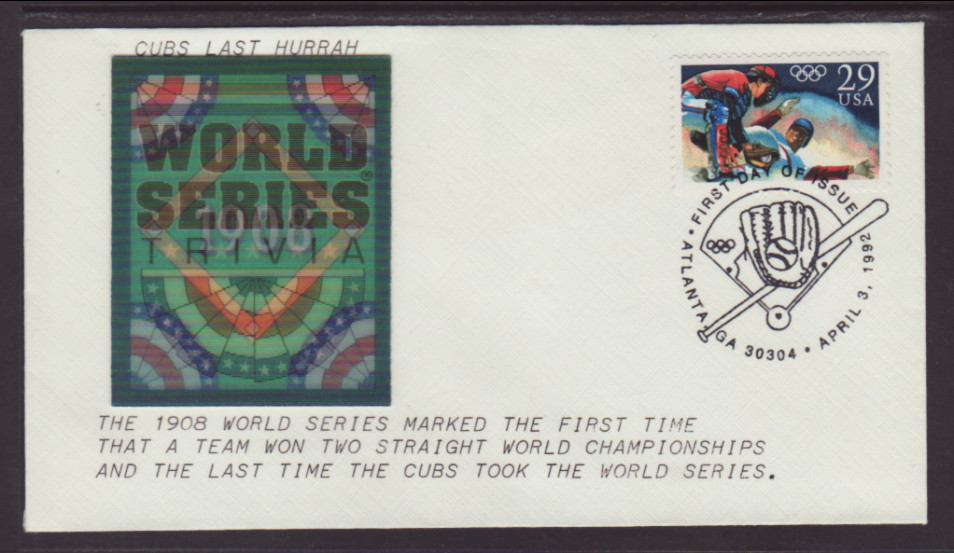 CUBS LAST HURRAH
WORLD
SERIES®
1908
TRIVIA
29
USA
• FIRST DAY OF ISSUE •
ATLANTA, GA 30304 • APRIL 3, 1992
THE 1908 WORLD SERIES MARKED THE FIRST TIME
THAT A TEAM WON TWO STRAIGHT WORLD CHAMPIONSHIPS
AND THE LAST TIME THE CUBS TOOK THE WORLD SERIES.